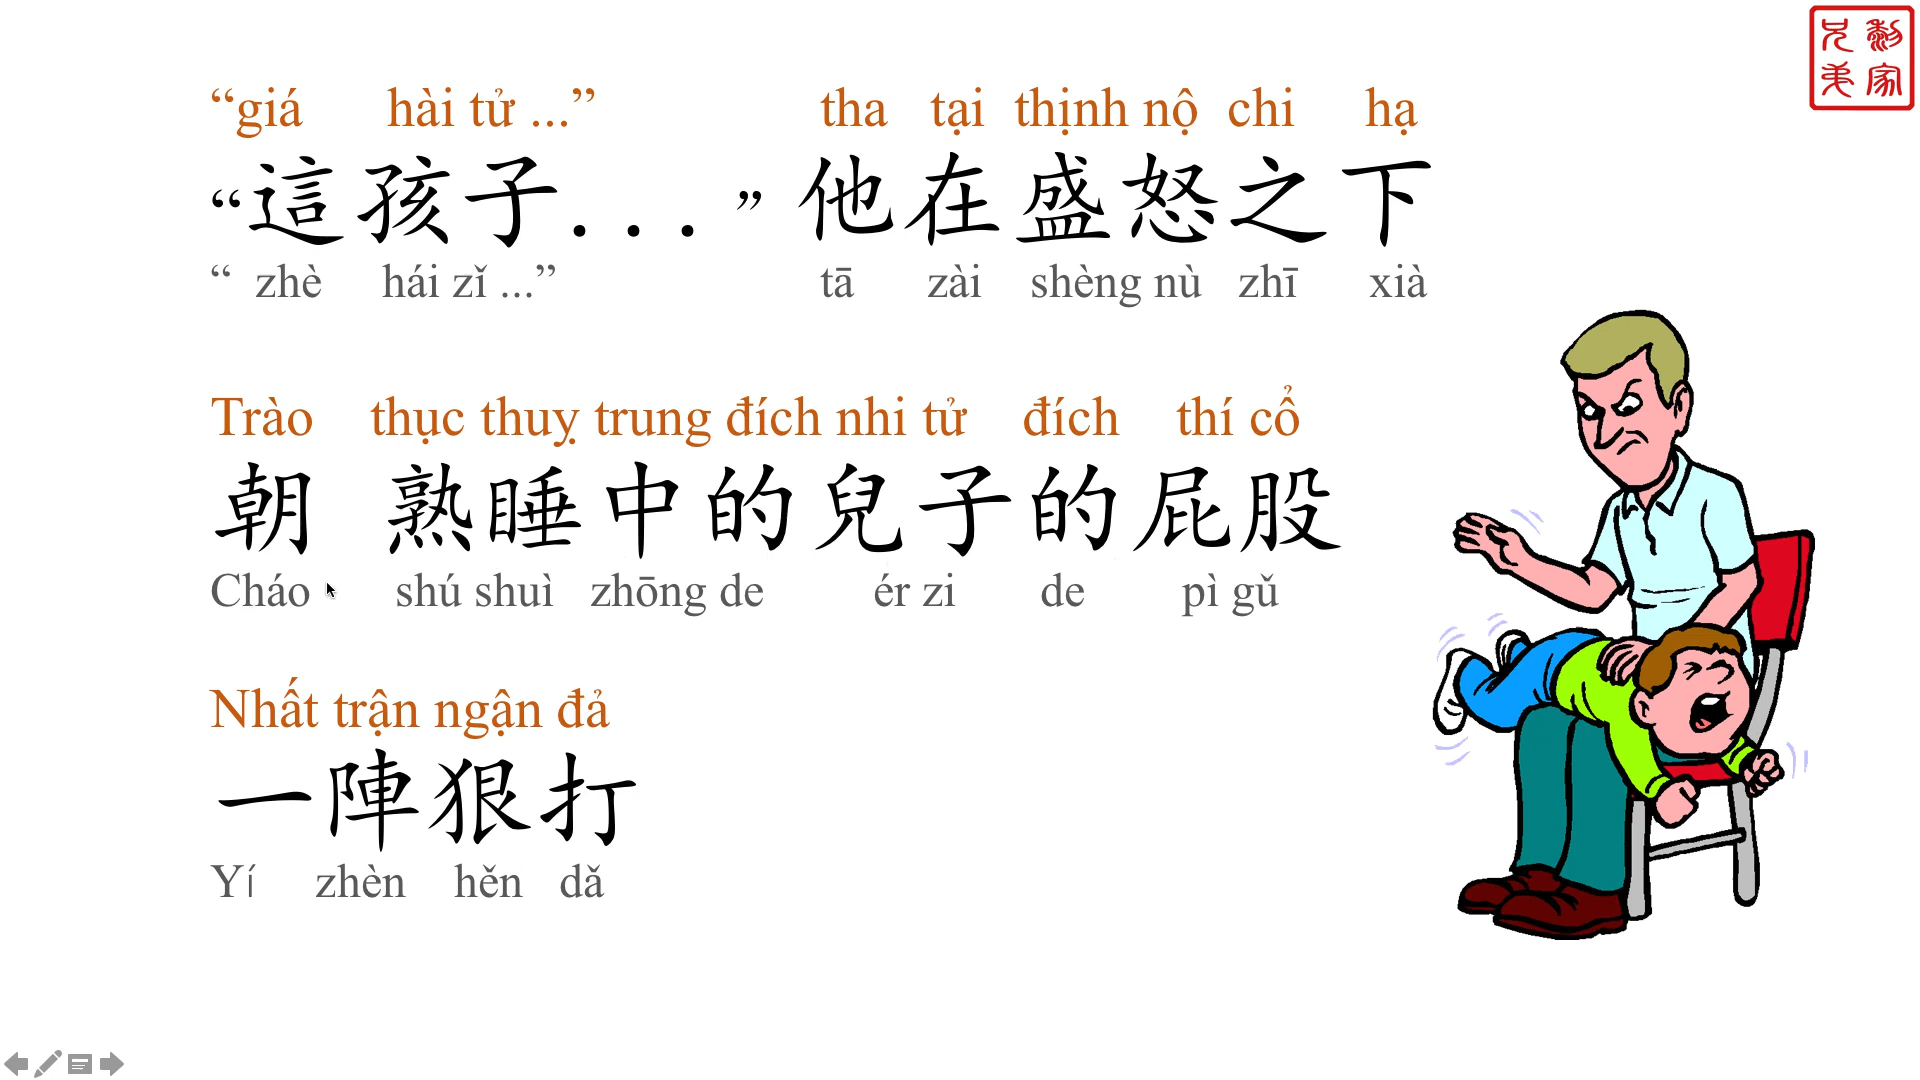 “giá hài tử ...” tha tại thịnh nộ chi hạ
“這孩子...” 他在盛怒之下
“ zhè hái zǐ ...” tā zài shèng nù zhī xià
Trào thục thuỵ trung đích nhi tử đích thí cổ
朝 熟睡中的兒子的屁股
Cháo shú shuì zhōng de ér zi de pì gǔ
Nhất trận ngận đả
一陣狠打
Yí zhèn hěn dǎ